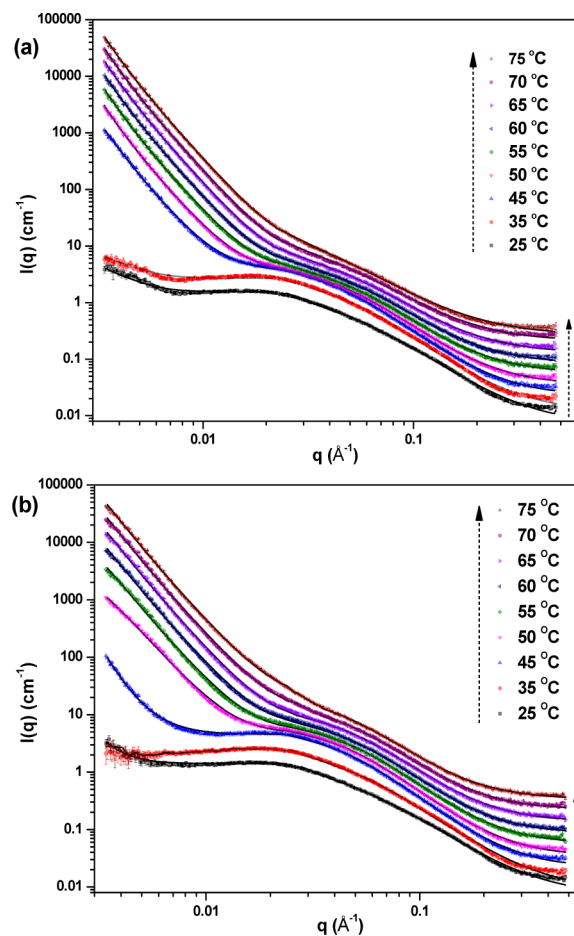 (a)
100000
10000
1000
100
10
1
0.1
0.01
I(q) (cm⁻¹)
75 °C
70 °C
65 °C
60 °C
55 °C
50 °C
45 °C
35 °C
25 °C
0.01 0.1
q (Å⁻¹)
(b)
100000
10000
1000
100
10
1
0.1
0.01
I(q) (cm⁻¹)
75 °C
70 °C
65 °C
60 °C
55 °C
50 °C
45 °C
35 °C
25 °C
0.01 0.1
q (Å⁻¹)